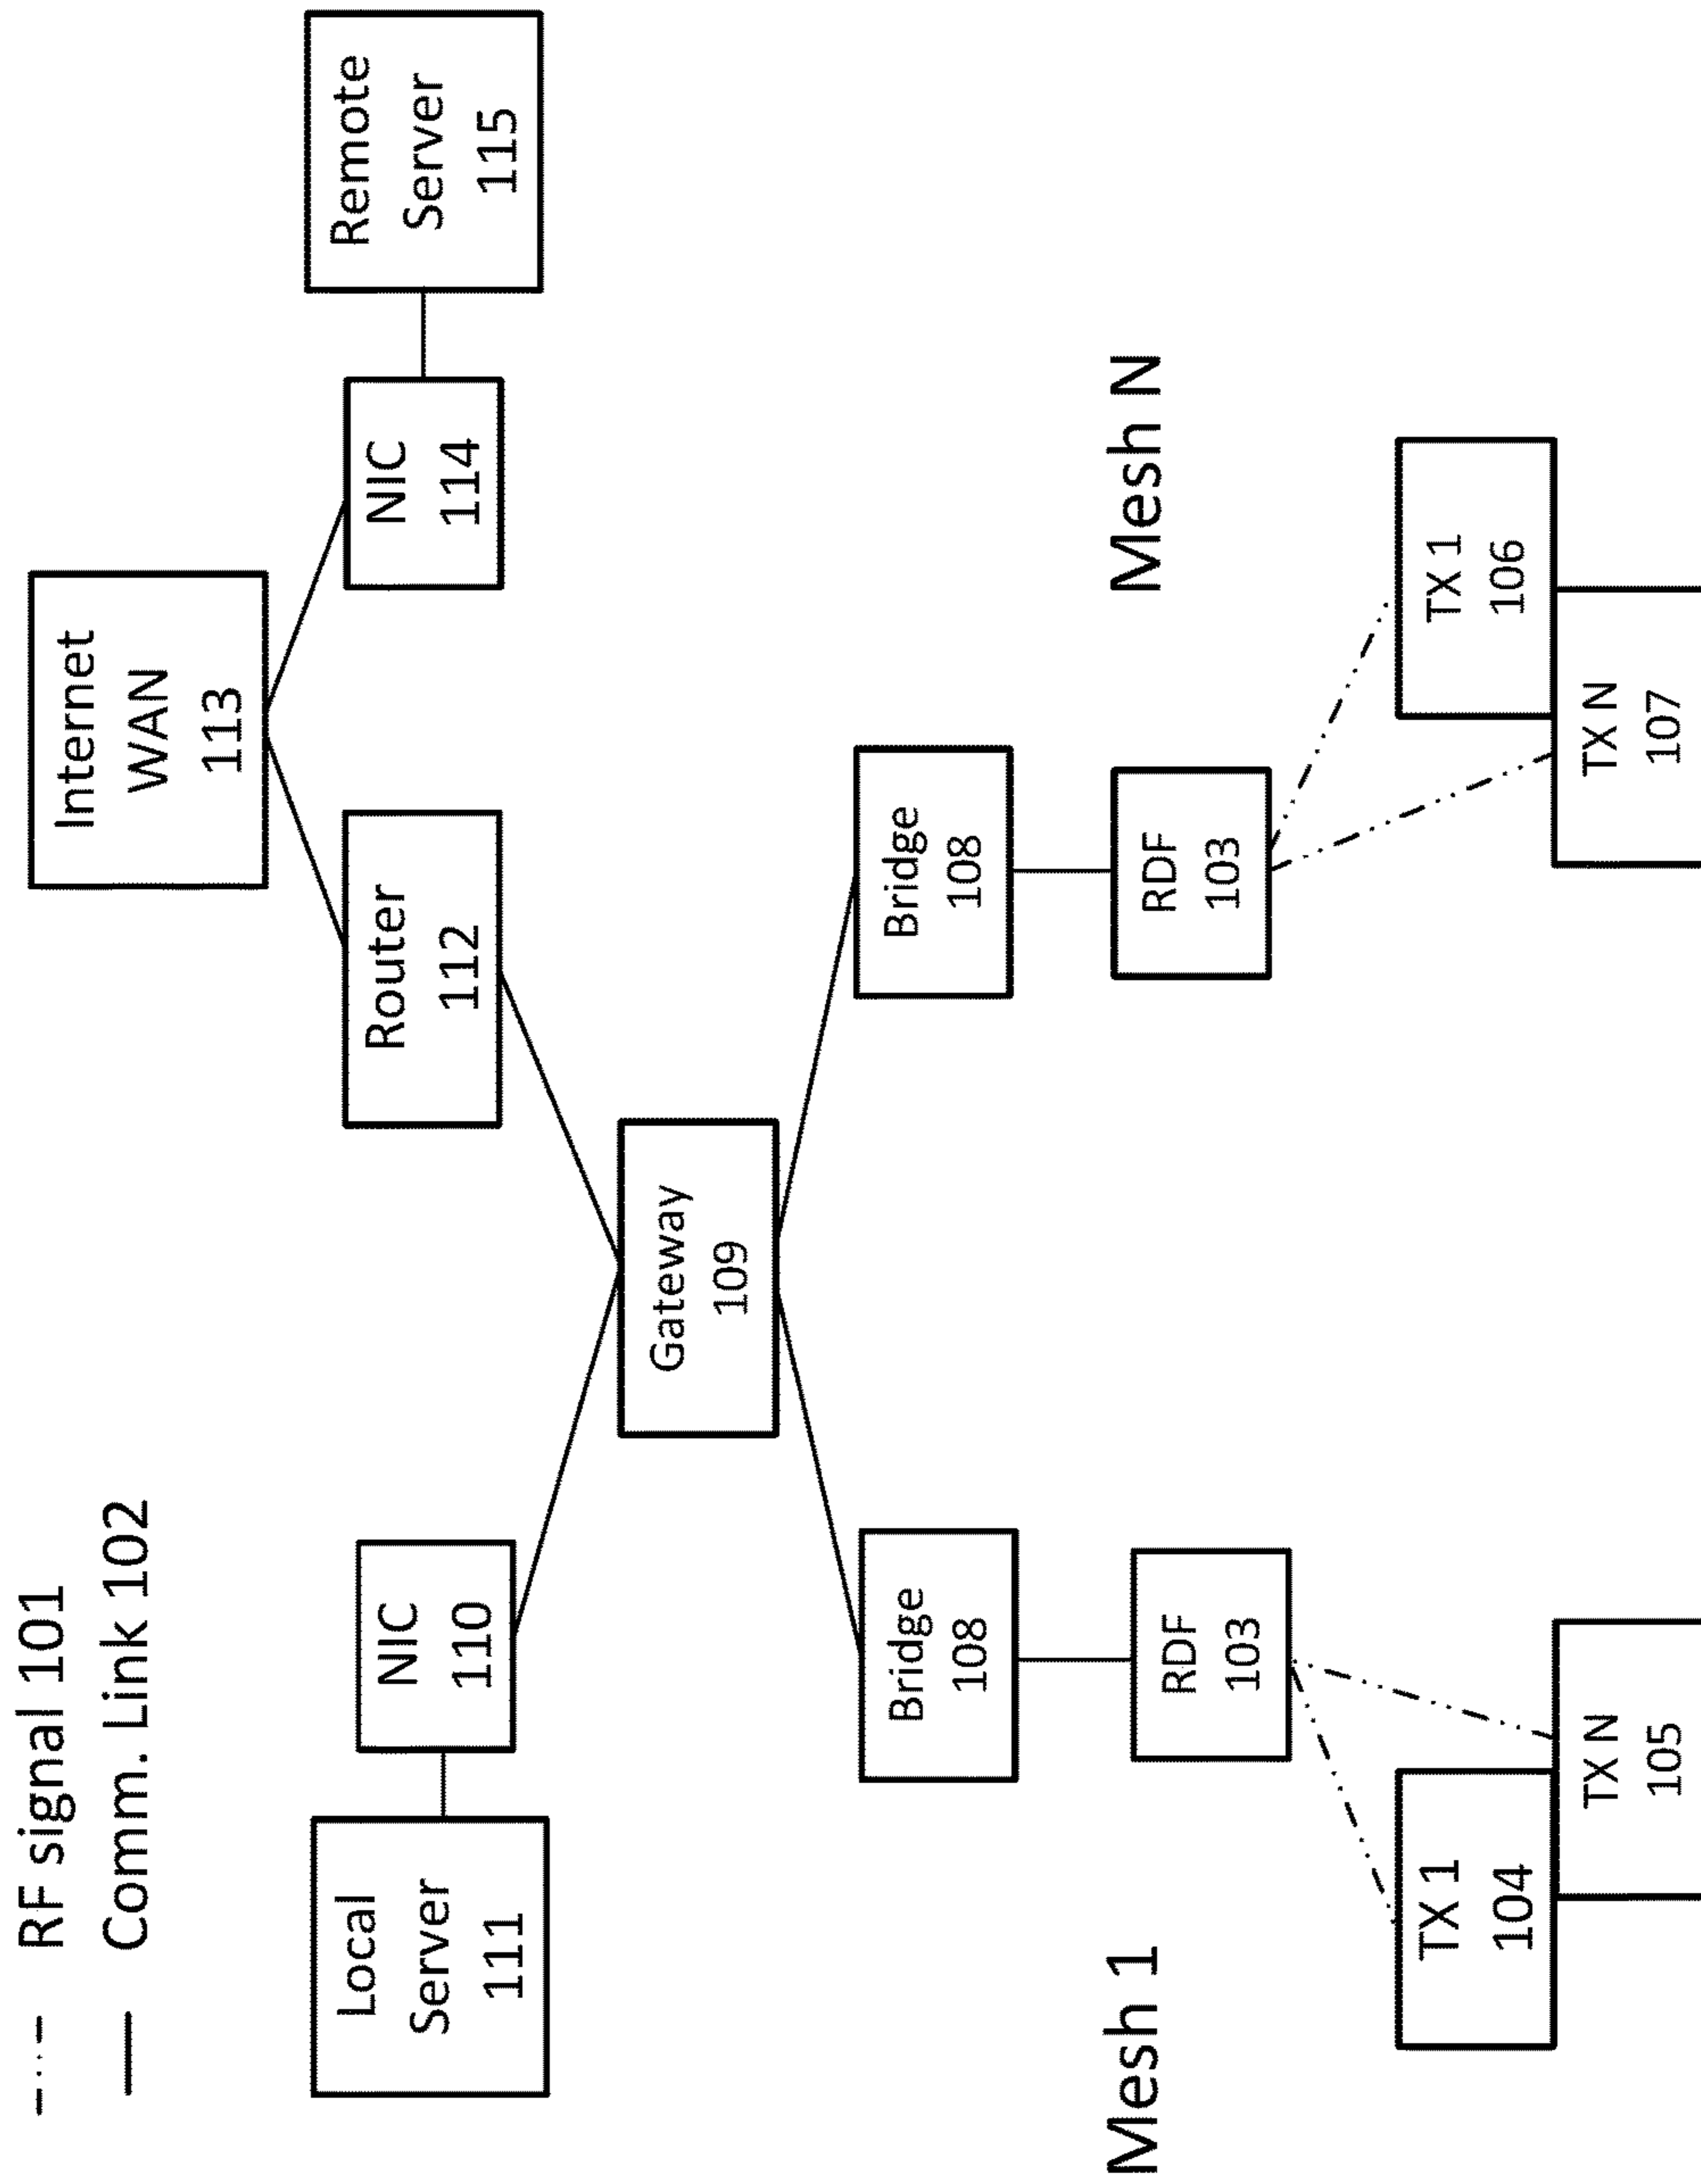 RF signal 101
Comm. Link 102
Internet
WAN
113
Local
Server
111
NIC
110
Router
112
NIC
114
Remote
Server
115
Gateway
109
Bridge
108
Bridge
108
Mesh 1
RDF
103
RDF
103
Mesh N
TX 1
104
TX N
105
TX 1
106
TX N
107